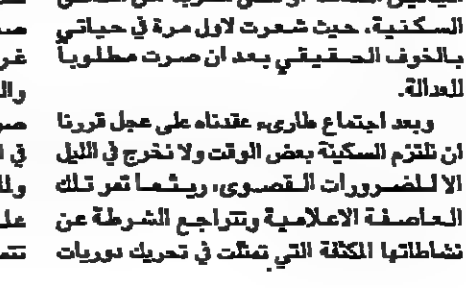 السكنية، حيث شعرت لاول مرة في حياتي
بالخوف الحقيقي بعد ان صرت مطلوباً
للعدالة.
وبعد اجتماع طارىء عقدناه على عجل قررنا
ان نلتزم السكينة بعض الوقت ولا نخرج في الليل
الا للضرورات القصوى، ريثما تمر تلك
العاصفة الاعلامية وتتراجع الشرطة عن
نشاطاتها المكثفة التي تمثلت في تحريك دوريات